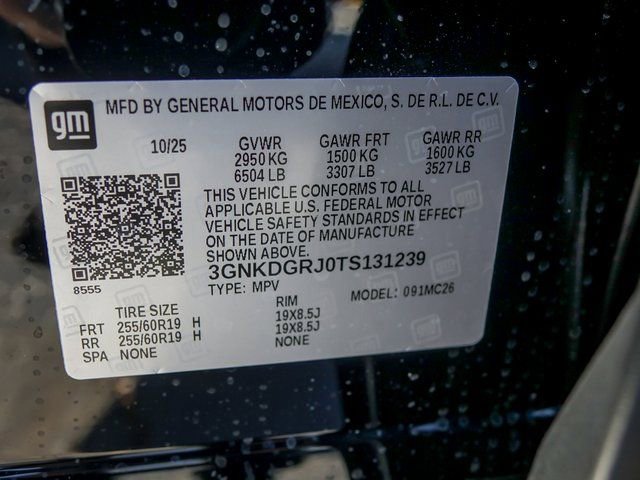 gm
MFD BY GENERAL MOTORS DE MEXICO, S. DE R.L. DE C.V.
10/25 GVWR GAWR FRT GAWR RR
2950 KG 1500 KG 1600 KG
6504 LB 3307 LB 3527 LB
THIS VEHICLE CONFORMS TO ALL
APPLICABLE U.S. FEDERAL MOTOR
VEHICLE SAFETY STANDARDS IN EFFECT
ON THE DATE OF MANUFACTURE
SHOWN ABOVE.
3GNKDGRJ0TS131239
8555
TYPE: MPV MODEL: 091MC26
TIRE SIZE RIM
FRT 255/60R19 H 19X8.5J
RR 255/60R19 H 19X8.5J
SPA NONE NONE